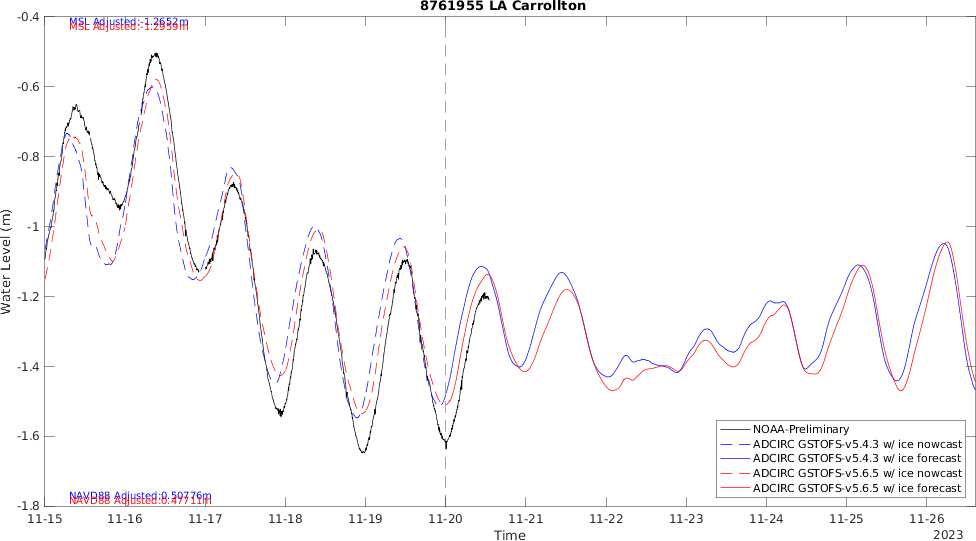 8761955 LA Carrollton
MSL Adjusted:-1.2652m
MSL Adjusted:-1.2959m
-0.4
-0.6
-0.8
-1
-1.2
-1.4
-1.6
-1.8
Water Level (m)
NOAA-Preliminary
ADCIRC GSTOFS-v5.4.3 w/ ice nowcast
ADCIRC GSTOFS-v5.4.3 w/ ice forecast
ADCIRC GSTOFS-v5.6.5 w/ ice nowcast
ADCIRC GSTOFS-v5.6.5 w/ ice forecast
NAVD88 Adjusted:0.50776m
NAVD88 Adjusted:0.47711m
11-15 11-16 11-17 11-18 11-19 11-20 11-21 11-22 11-23 11-24 11-25 11-26
Time
2023